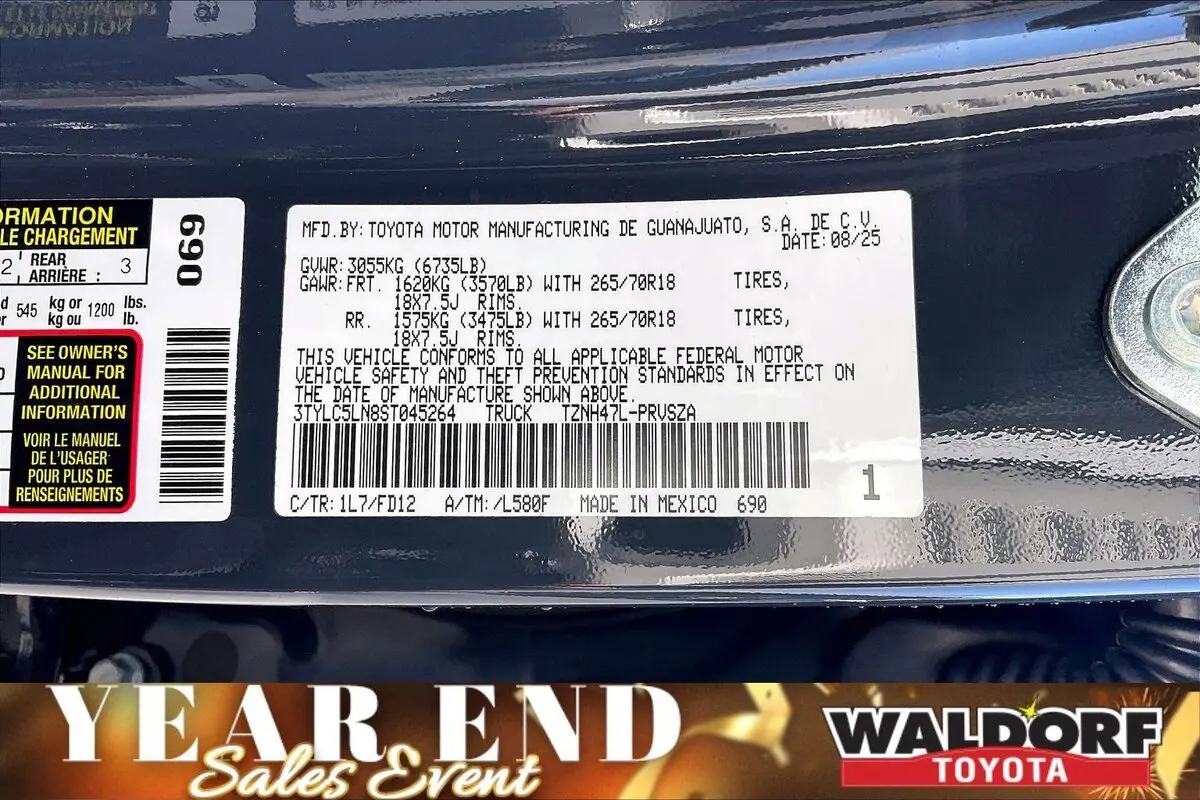 ORMATION
LE CHARGEMENT
2 REAR ARRIÈRE : 3
545 kg or kg ou 1200 lbs. lb.
SEE OWNER'S
MANUAL FOR
ADDITIONAL
INFORMATION
VOIR LE MANUEL
DE L'USAGER
POUR PLUS DE
RENSEIGNEMENTS
690
MFD.BY:TOYOTA MOTOR MANUFACTURING DE GUANAJUATO, S.A. DE C.V.
DATE:08/25
GVWR:3055KG (6735LB)
GAWR:FRT. 1620KG (3570LB) WITH 265/70R18 TIRES,
18X7.5J RIMS.
RR. 1575KG (3475LB) WITH 265/70R18 TIRES,
18X7.5J RIMS.
THIS VEHICLE CONFORMS TO ALL APPLICABLE FEDERAL MOTOR
VEHICLE SAFETY AND THEFT PREVENTION STANDARDS IN EFFECT ON
THE DATE OF MANUFACTURE SHOWN ABOVE.
3TYLC5LN8ST045264 TRUCK TZNH47L-PRVSZA
1
C/TR:1L7/FD12 A/TM:/L580F MADE IN MEXICO 690
YEAR END
Sales Event
WALDORF
TOYOTA